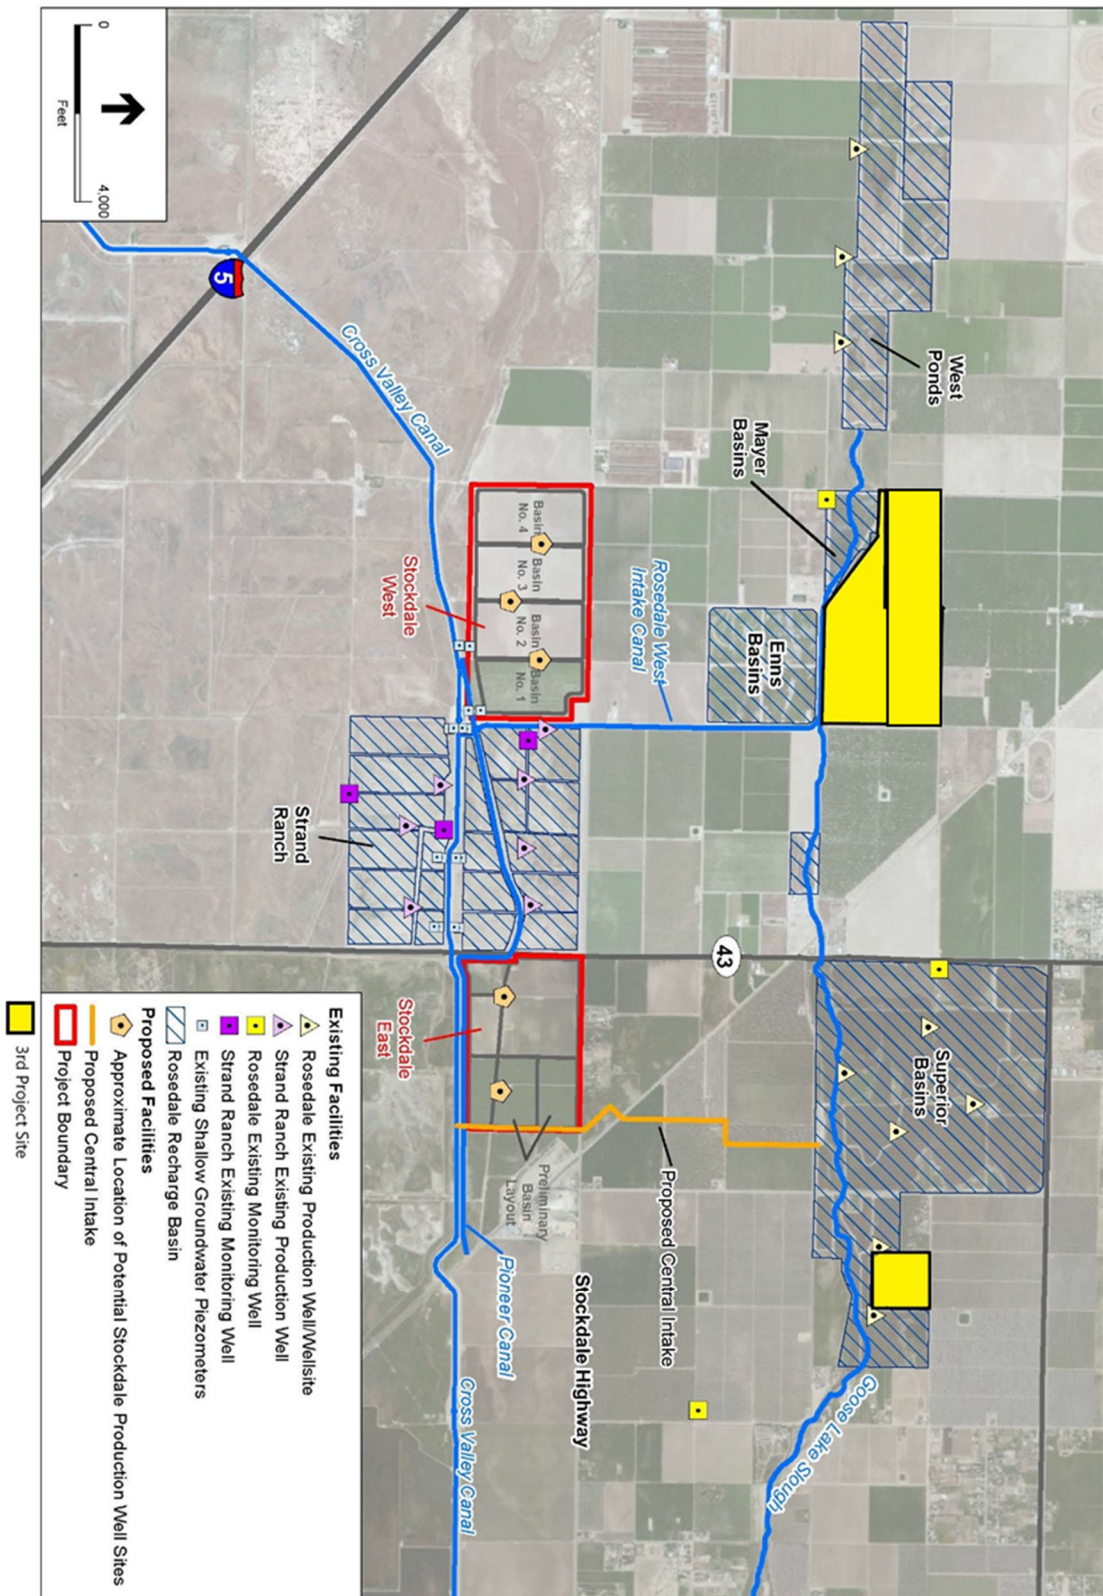 West
Ponds
Mayer
Basins
Enns
Basins
Superior
Basins
Rosedale West
Intake Canal
43
Goose Lake Slough
Proposed Central Intake
Stockdale Highway
Basin
No. 4
Basin
No. 3
Basin
No. 2
Basin
No. 1
Stockdale
West
Cross Valley Canal
5
Strand
Ranch
Stockdale
East
Preliminary
Basin
Layout
Pioneer Canal
Cross Valley Canal
0
4,000
Feet
Existing Facilities
Rosedale Existing Production Well/Wellsite
Strand Ranch Existing Production Well
Rosedale Existing Monitoring Well
Strand Ranch Existing Monitoring Well
Existing Shallow Groundwater Piezometers
Rosedale Recharge Basin
Proposed Facilities
Approximate Location of Potential Stockdale Production Well Sites
Proposed Central Intake
Project Boundary
3rd Project Site